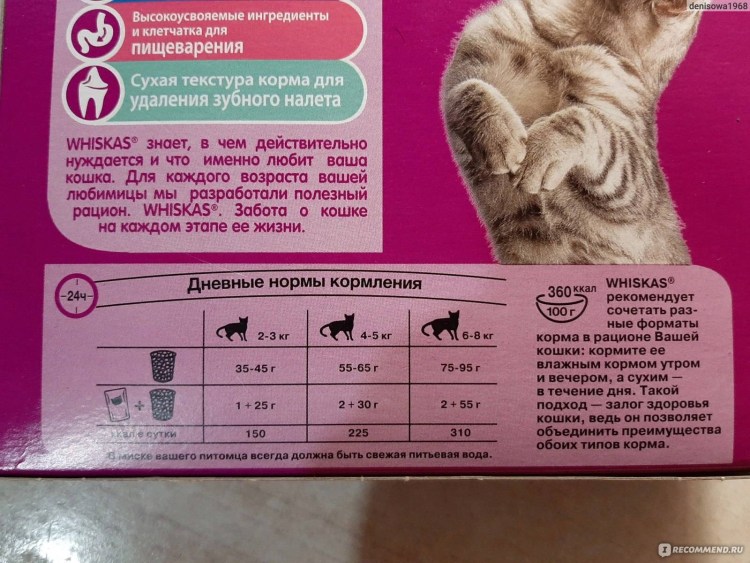 denisowa1968
Высокоусвояемые ингредиенты
и клетчатка для
пищеварения
Сухая текстура корма для
удаления зубного налета
WHISKAS® знает, в чем действительно
нуждается и что именно любит ваша
кошка. Для каждого возраста вашей
любимицы мы разработали полезный
рацион. WHISKAS®. Забота о кошке
на каждом этапе ее жизни.
24ч
Дневные нормы кормления
2-3 кг 4-5 кг 6-8 кг
35-45 г 55-65 г 75-95 г
+ 1 + 25 г 2 + 30 г 2 + 55 г
ккал в сутки 150 225 310
В миске вашего питомца всегда должна быть свежая питьевая вода.
360 ккал
100 г
WHISKAS®
рекомендует
сочетать раз-
ные форматы
корма в рационе Вашей
кошки: кормите ее
влажным кормом утром
и вечером, а сухим —
в течение дня. Такой
подход — залог здоровья
кошки, ведь он позволяет
объединить преимущества
обоих типов корма.
IRECOMMEND.RU